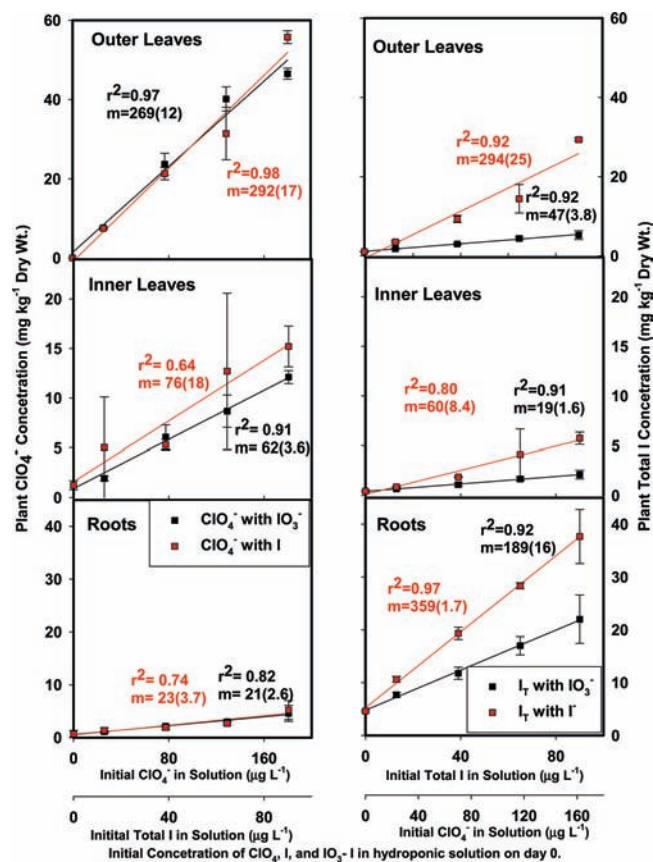 60
Outer Leaves
r²=0.97
m=269(12)
40
r²=0.98
m=292(17)
20
0
Outer Leaves
60
50
40
r²=0.92
m=294(25)
30
r²=0.92
m=47(3.8)
20
10
0
Plant ClO₄⁻ Concetration (mg kg⁻¹ Dry Wt.)
Inner Leaves
20
15
r²= 0.64
m= 76(18)
10
r²= 0.91
m= 62(3.6)
5
0
Inner Leaves
20
15
r²= 0.80
m=60(8.4)
r²=0.91
m=19(1.6)
10
5
0
Plant Total I Concetration (mg kg⁻¹ Dry Wt.)
Roots
ClO₄⁻ with IO₃⁻
ClO₄⁻ with I
40
30
20
r²= 0.74
m= 23(3.7)
r²= 0.82
m= 21(2.6)
10
0
0
80
160
Initial ClO₄⁻ in Solution (µg L⁻¹)
Roots
r²=0.92
m=189(16)
r²=0.97
m=359(1.7)
40
30
20
10
0
I_T with IO₃⁻
I_T with I⁻
0
40
80
Initial Total I in Solution (µg L⁻¹)
0
40
80
Initital Total I in Solution (µg L⁻¹)
0
40
80
120
160
Initial ClO₄⁻ in Solution (µg L⁻¹)
Initial Concetration of ClO₄, I, and IO₃- I in hydroponic solution on day 0.